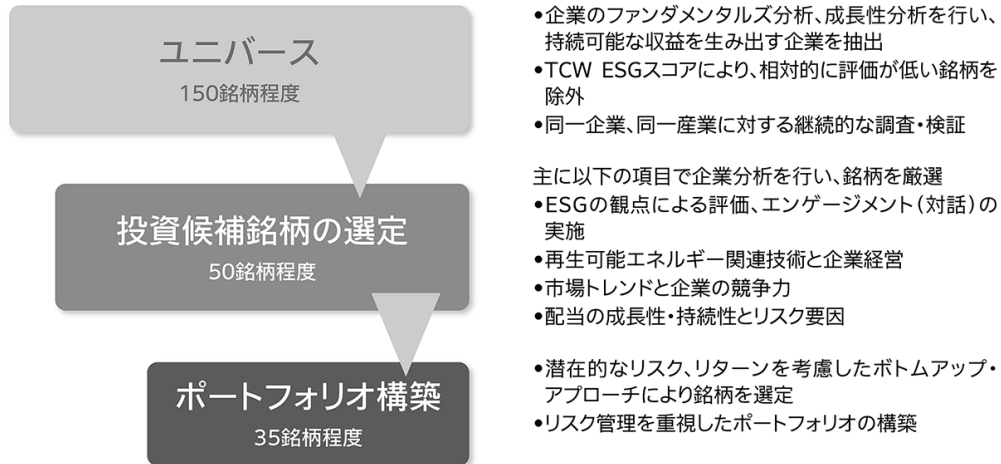 ユニバース
150銘柄程度
•企業のファンダメンタルズ分析、成長性分析を行い、
持続可能な収益を生み出す企業を抽出
•TCW ESGスコアにより、相対的に評価が低い銘柄を
除外
•同一企業、同一産業に対する継続的な調査・検証
投資候補銘柄の選定
50銘柄程度
主に以下の項目で企業分析を行い、銘柄を厳選
•ESGの観点による評価、エンゲージメント（対話）の
実施
•再生可能エネルギー関連技術と企業経営
•市場トレンドと企業の競争力
•配当の成長性・持続性とリスク要因
ポートフォリオ構築
35銘柄程度
•潜在的なリスク、リターンを考慮したボトムアップ・
アプローチにより銘柄を選定
•リスク管理を重視したポートフォリオの構築